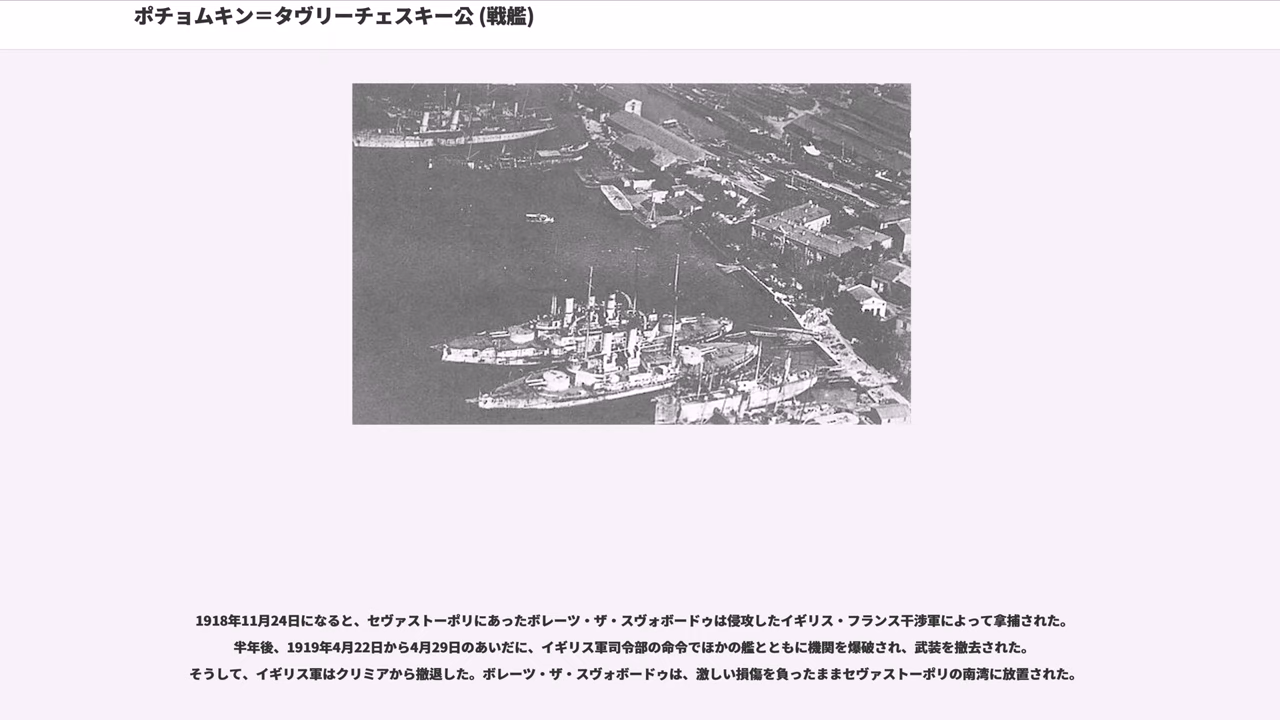 ポチョムキン＝タヴリーチェスキー公 (戦艦)
1918年11月24日になると、セヴァストーポリにあったボレーツ・ザ・スヴォボードゥは侵攻したイギリス・フランス干渉軍によって拿捕された。
半年後、1919年4月22日から4月29日のあいだに、イギリス軍司令部の命令でほかの艦とともに機関を爆破され、武装を撤去された。
そうして、イギリス軍はクリミアから撤退した。ボレーツ・ザ・スヴォボードゥは、激しい損傷を負ったままセヴァストーポリの南湾に放置された。